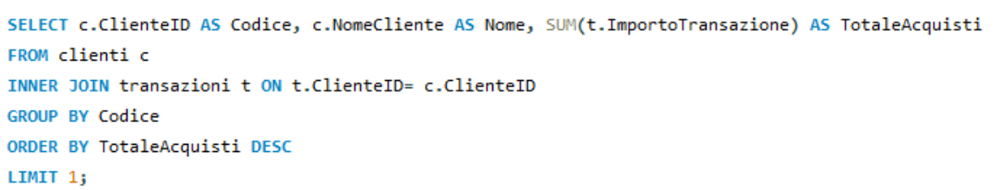 SELECT c.ClienteID AS Codice, c.NomeCliente AS Nome, SUM(t.ImportoTransazione) AS TotaleAcquisti
FROM clienti c
INNER JOIN transazioni t ON t.ClienteID= c.ClienteID
GROUP BY Codice
ORDER BY TotaleAcquisti DESC
LIMIT 1;